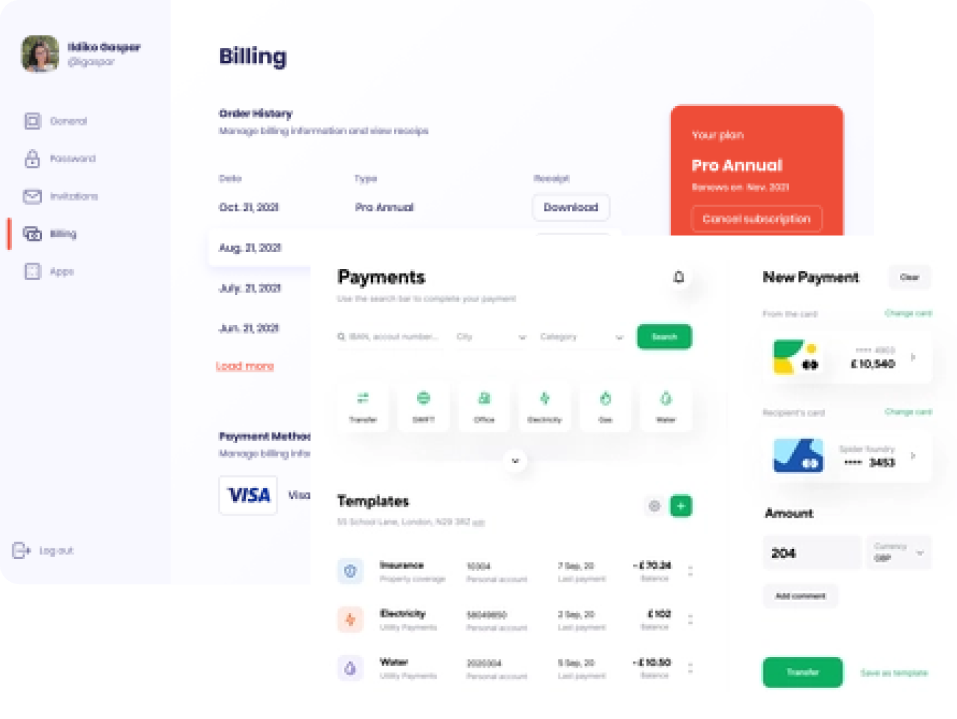 Ildiko Gaspar
@igaspar
General
Password
Invitations
Billing
Apps
Log out
Billing
Order History
Manage billing information and view receips
Date Type Receipt
Oct. 21, 2021 Pro Annual Download
Aug. 21, 2021
July. 21, 2021
Jun. 21, 2021
Load more
Payment Method
Manage billing info
VISA Visa
Your plan
Pro Annual
Renews on Nov. 2021
Cancel subscription
Payments
Use the search bar to complete your payment
IBAN, accout number... City Category Search
Transfer SWIFT Office Electricity Gas Water
Templates
55 School Lane, London, N29 3RZ
Insurance 10304 7 Sep, 20 - £ 70.24
Property coverage Personal account Last payment Balance
Electricity 58049850 2 Sep, 20 £ 102
Utility Payments Personal account Last payment Balance
Water 2020304 5 Sep, 20 - £ 10.50
Utility Payments Personal account Last payment Balance
New Payment Clear
From the card Change card
•••• 4903
£ 10,540
Recipient's card Change card
Spider foundry
•••• 3453
Amount
204 Currency
GBP
Add comment
Transfer Save as template